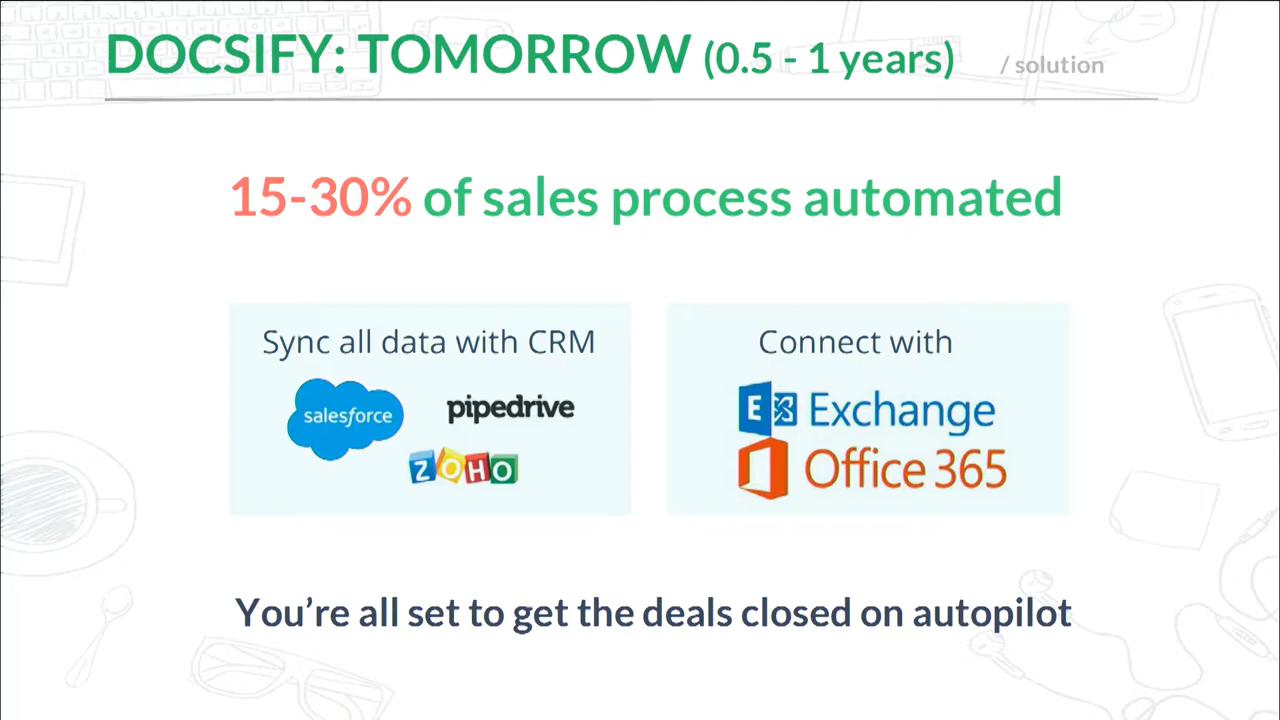 DOCSIFY: TOMORROW (0.5 - 1 years) / solution
15-30% of sales process automated
Sync all data with CRM
salesforce
pipedrive
ZOHO
Connect with
E Exchange
Office 365
You're all set to get the deals closed on autopilot